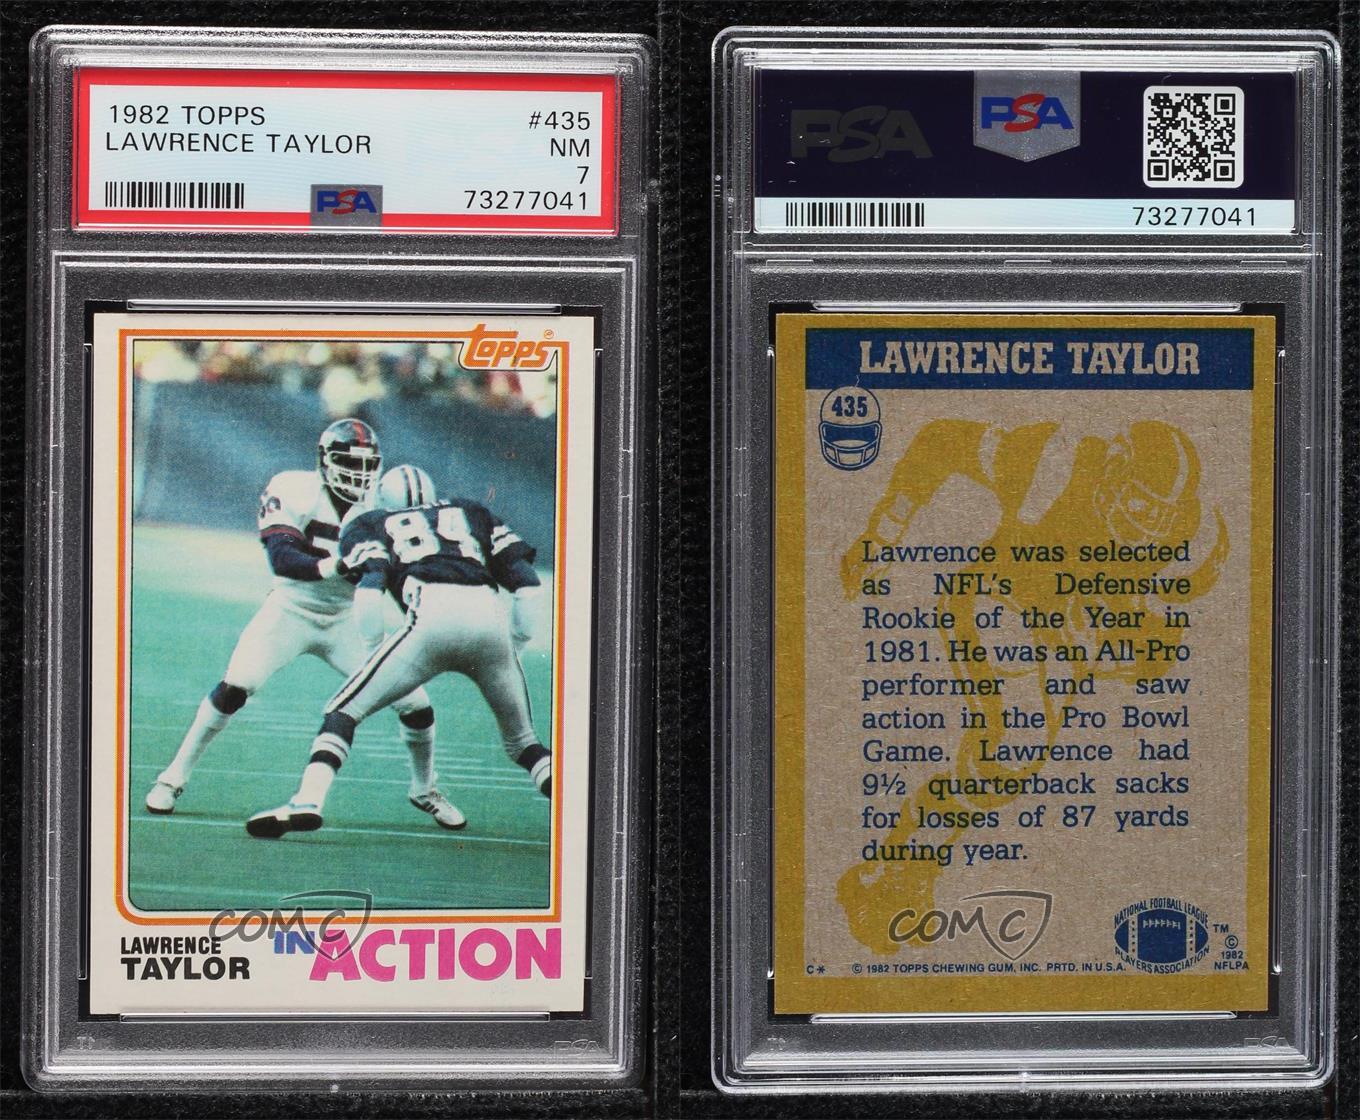 1982 TOPPS #435
LAWRENCE TAYLOR NM
7
PSA 73277041
topps
84
LAWRENCE
TAYLOR
IN ACTION
COMC
PSA
PSA
73277041
LAWRENCE TAYLOR
435
Lawrence was selected
as NFL's Defensive
Rookie of the Year in
1981. He was an All-Pro
performer and saw
action in the Pro Bowl
Game. Lawrence had
9½ quarterback sacks
for losses of 87 yards
during year.
COMC
NATIONAL FOOTBALL LEAGUE
PLAYERS ASSOCIATION
TM
©
1982
NFLPA
C* © 1982 TOPPS CHEWING GUM, INC. PRTD. IN U.S.A.